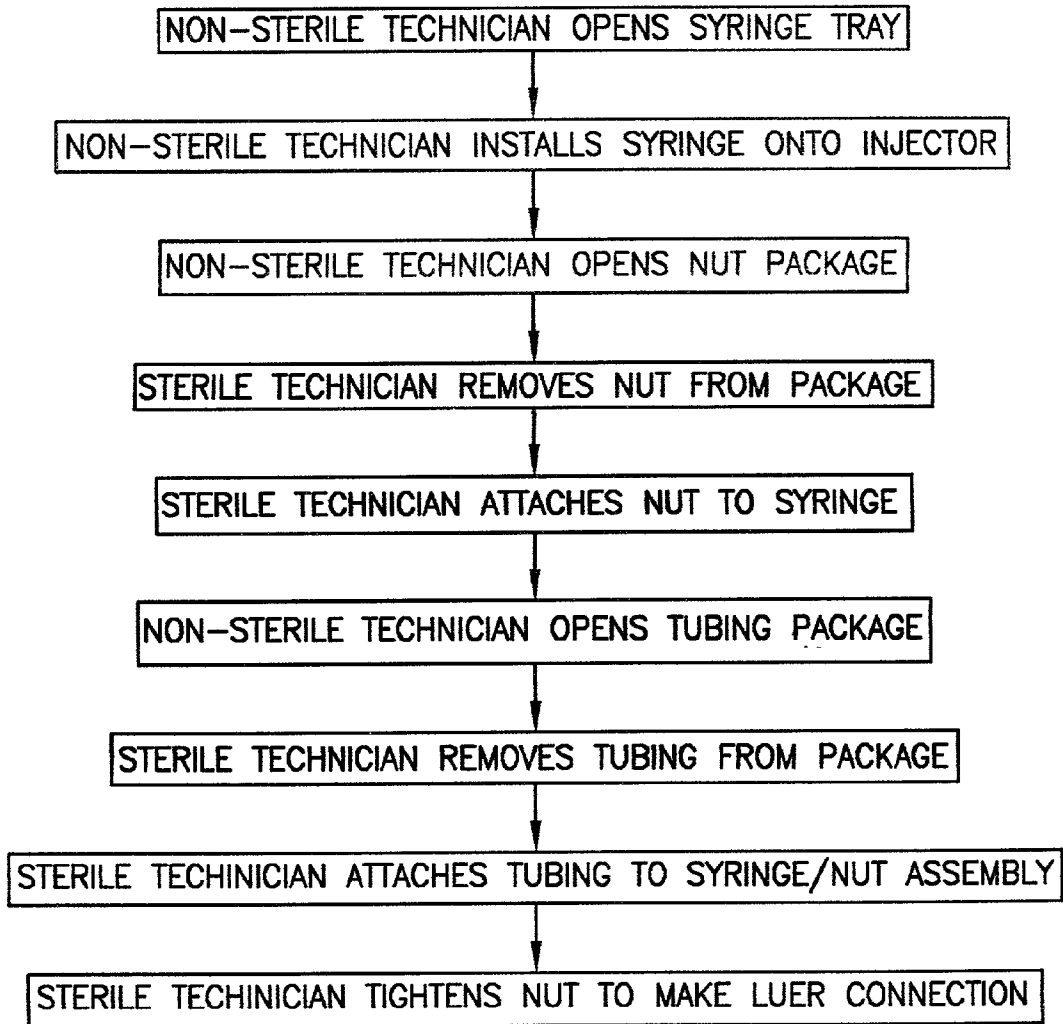 NON-STERILE TECHNICIAN OPENS SYRINGE TRAY
NON-STERILE TECHNICIAN INSTALLS SYRINGE ONTO INJECTOR
NON-STERILE TECHNICIAN OPENS NUT PACKAGE
STERILE TECHNICIAN REMOVES NUT FROM PACKAGE
STERILE TECHNICIAN ATTACHES NUT TO SYRINGE
NON-STERILE TECHNICIAN OPENS TUBING PACKAGE
STERILE TECHNICIAN REMOVES TUBING FROM PACKAGE
STERILE TECHINICIAN ATTACHES TUBING TO SYRINGE/NUT ASSEMBLY
STERILE TECHINICIAN TIGHTENS NUT TO MAKE LUER CONNECTION